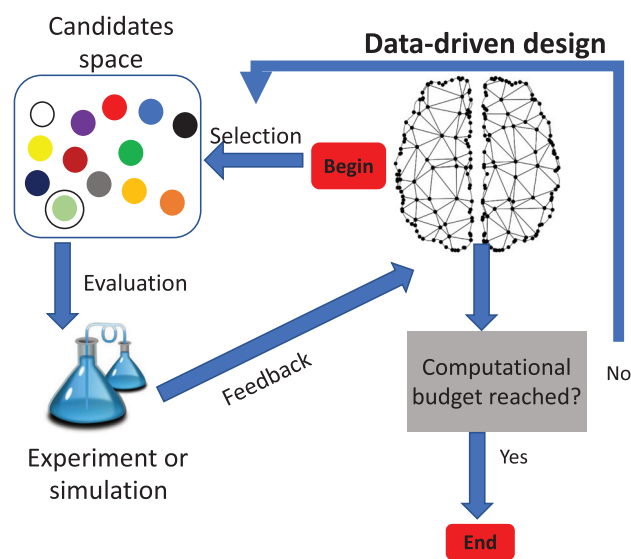 Candidates
space
Data-driven design
Selection
Begin
Evaluation
Feedback
Experiment or
simulation
Computational
budget reached?
No
Yes
End